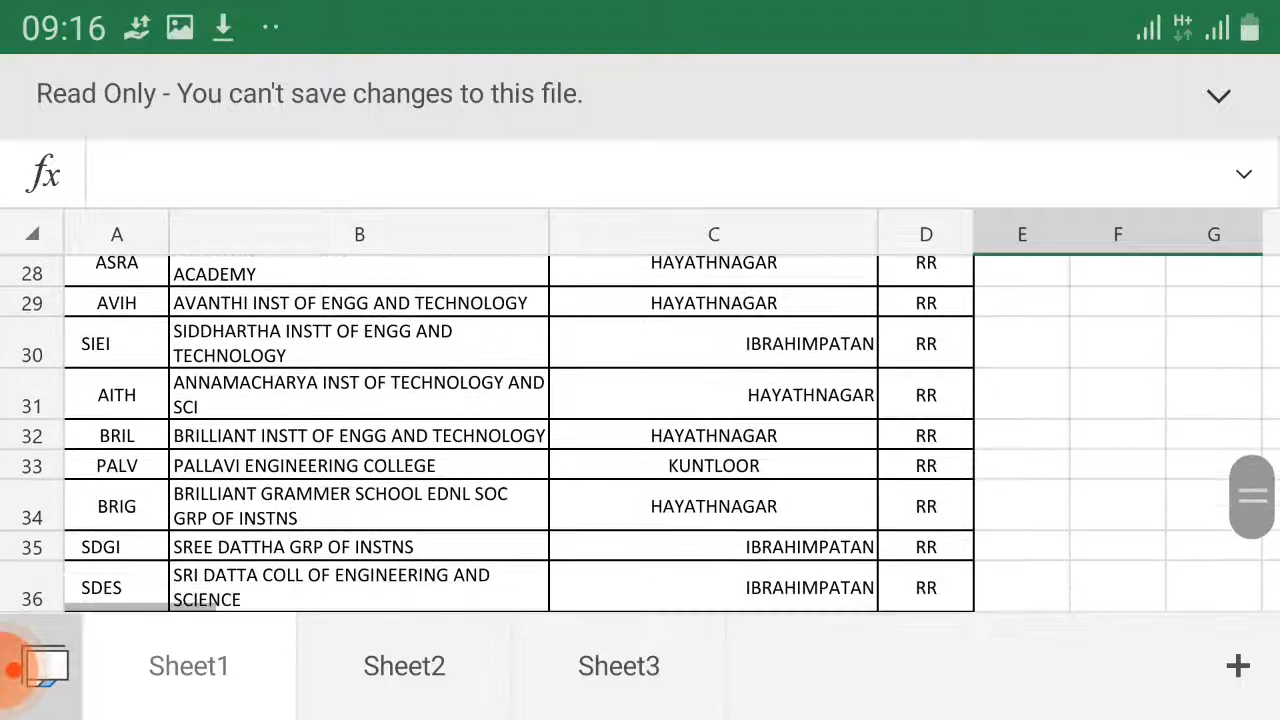 09:16 H+
Read Only - You can't save changes to this file.
fx
A B C D E F G
28 ASRA ACADEMY HAYATHNAGAR RR
29 AVIH AVANTHI INST OF ENGG AND TECHNOLOGY HAYATHNAGAR RR
30 SIEI SIDDHARTHA INSTT OF ENGG AND
TECHNOLOGY IBRAHIMPATAN RR
31 AITH ANNAMACHARYA INST OF TECHNOLOGY AND
SCI HAYATHNAGAR RR
32 BRIL BRILLIANT INSTT OF ENGG AND TECHNOLOGY HAYATHNAGAR RR
33 PALV PALLAVI ENGINEERING COLLEGE KUNTLOOR RR
34 BRIG BRILLIANT GRAMMER SCHOOL EDNL SOC
GRP OF INSTNS HAYATHNAGAR RR
35 SDGI SREE DATTHA GRP OF INSTNS IBRAHIMPATAN RR
36 SDES SRI DATTA COLL OF ENGINEERING AND
SCIENCE IBRAHIMPATAN RR
Sheet1 Sheet2 Sheet3 +